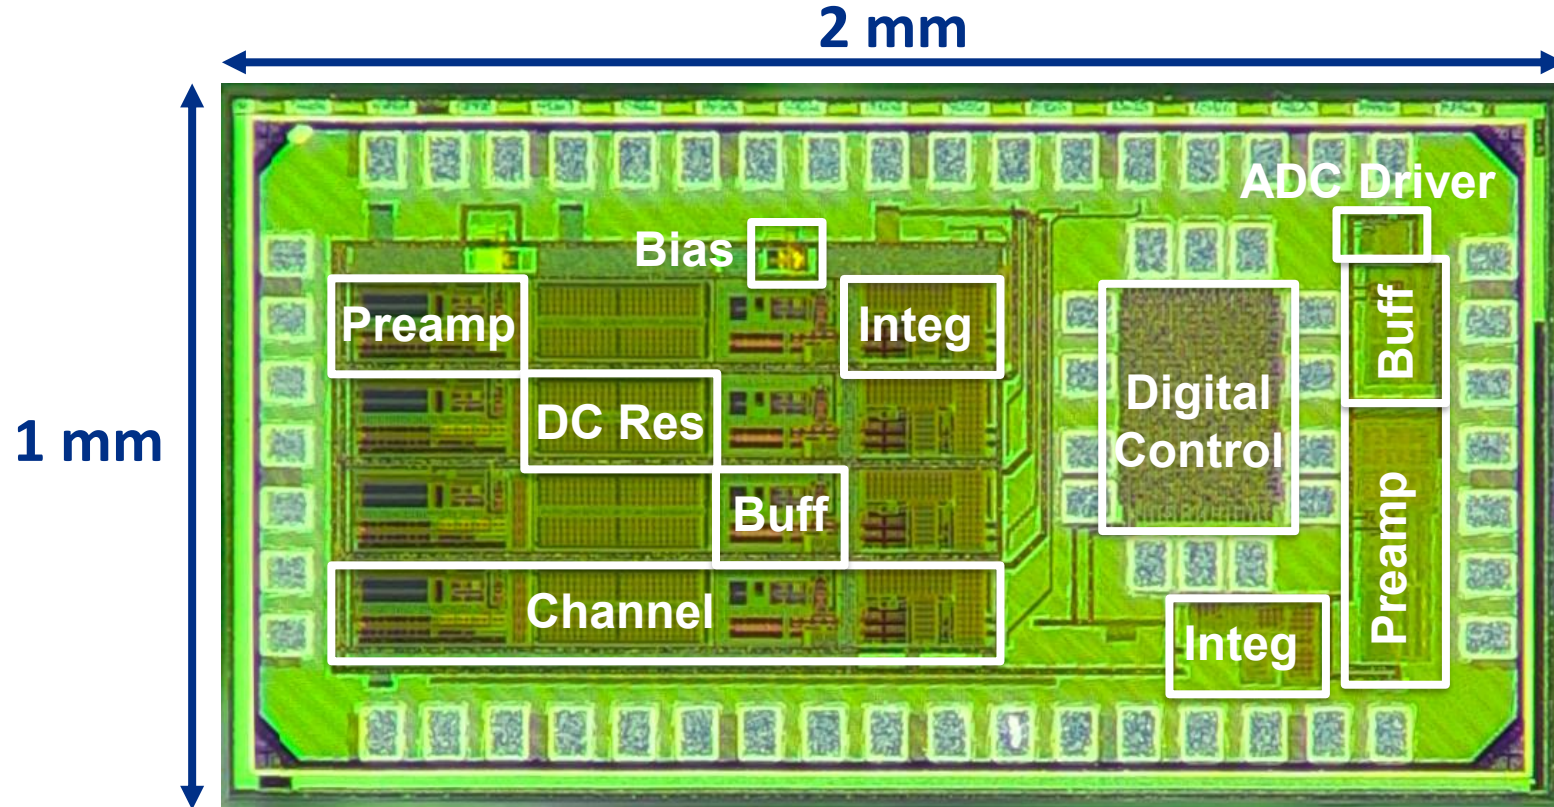 2 mm
1 mm
ADC Driver
Bias
Preamp
Integ
Buff
DC Res
Digital
Control
Buff
Preamp
Channel
Integ